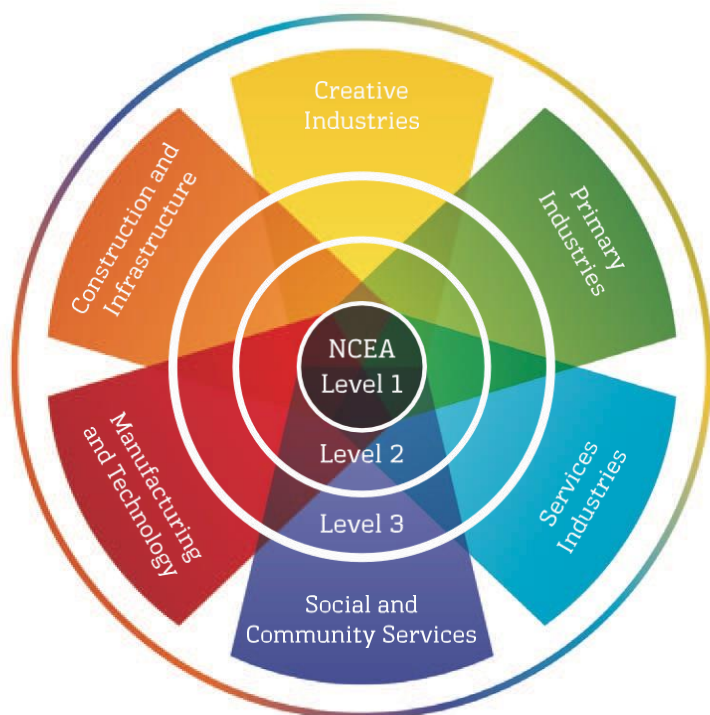 Creative
Industries
Primary
Industries
Services
Industries
Social and
Community Services
Manufacturing
and Technology
Construction and
Infrastructure
NCEA
Level 1
Level 2
Level 3